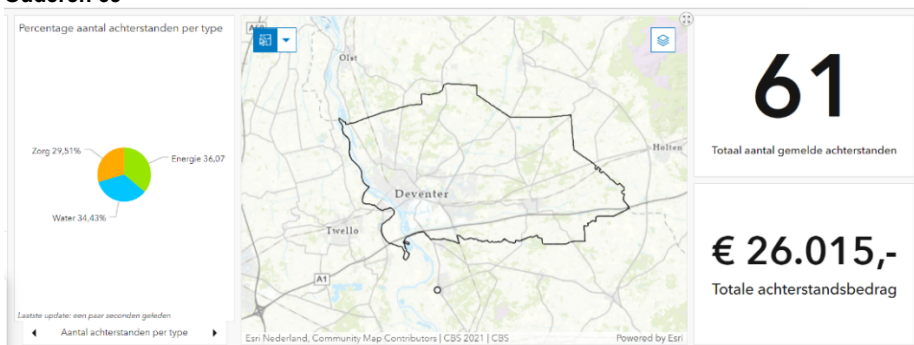 Percentage aantal achterstanden per type
Zorg 29,51%
Energie 36,07
Water 34,43%
Laatste update: een paar seconden geleden
Aantal achterstanden per type
Olst
Holten
Deventer
Twello
A1
Esri Nederland, Community Map Contributors | CBS 2021 | CBS
Powered by Esri
61
Totaal aantal gemelde achterstanden
€ 26.015,-
Totale achterstandsbedrag